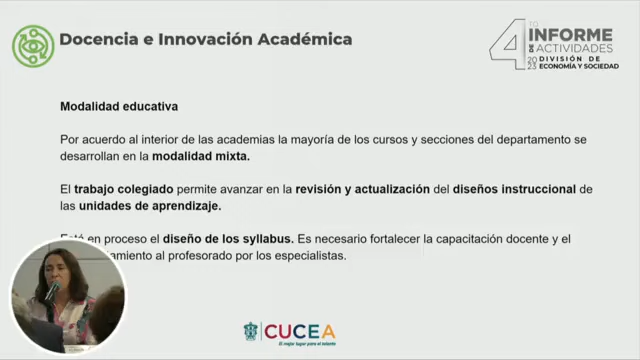 Docencia e Innovación Académica
4
TO
INFORME
DE ACTIVIDADES
2023
DIVISIÓN DE
ECONOMÍA Y SOCIEDAD
Modalidad educativa
Por acuerdo al interior de las academias la mayoría de los cursos y secciones del departamento se
desarrollan en la modalidad mixta.
El trabajo colegiado permite avanzar en la revisión y actualización del diseños instruccional de
las unidades de aprendizaje.
en proceso el diseño de los syllabus. Es necesario fortalecer la capacitación docente y el
al profesorado por los especialistas.
CUCEA
El mejor lugar para el talento